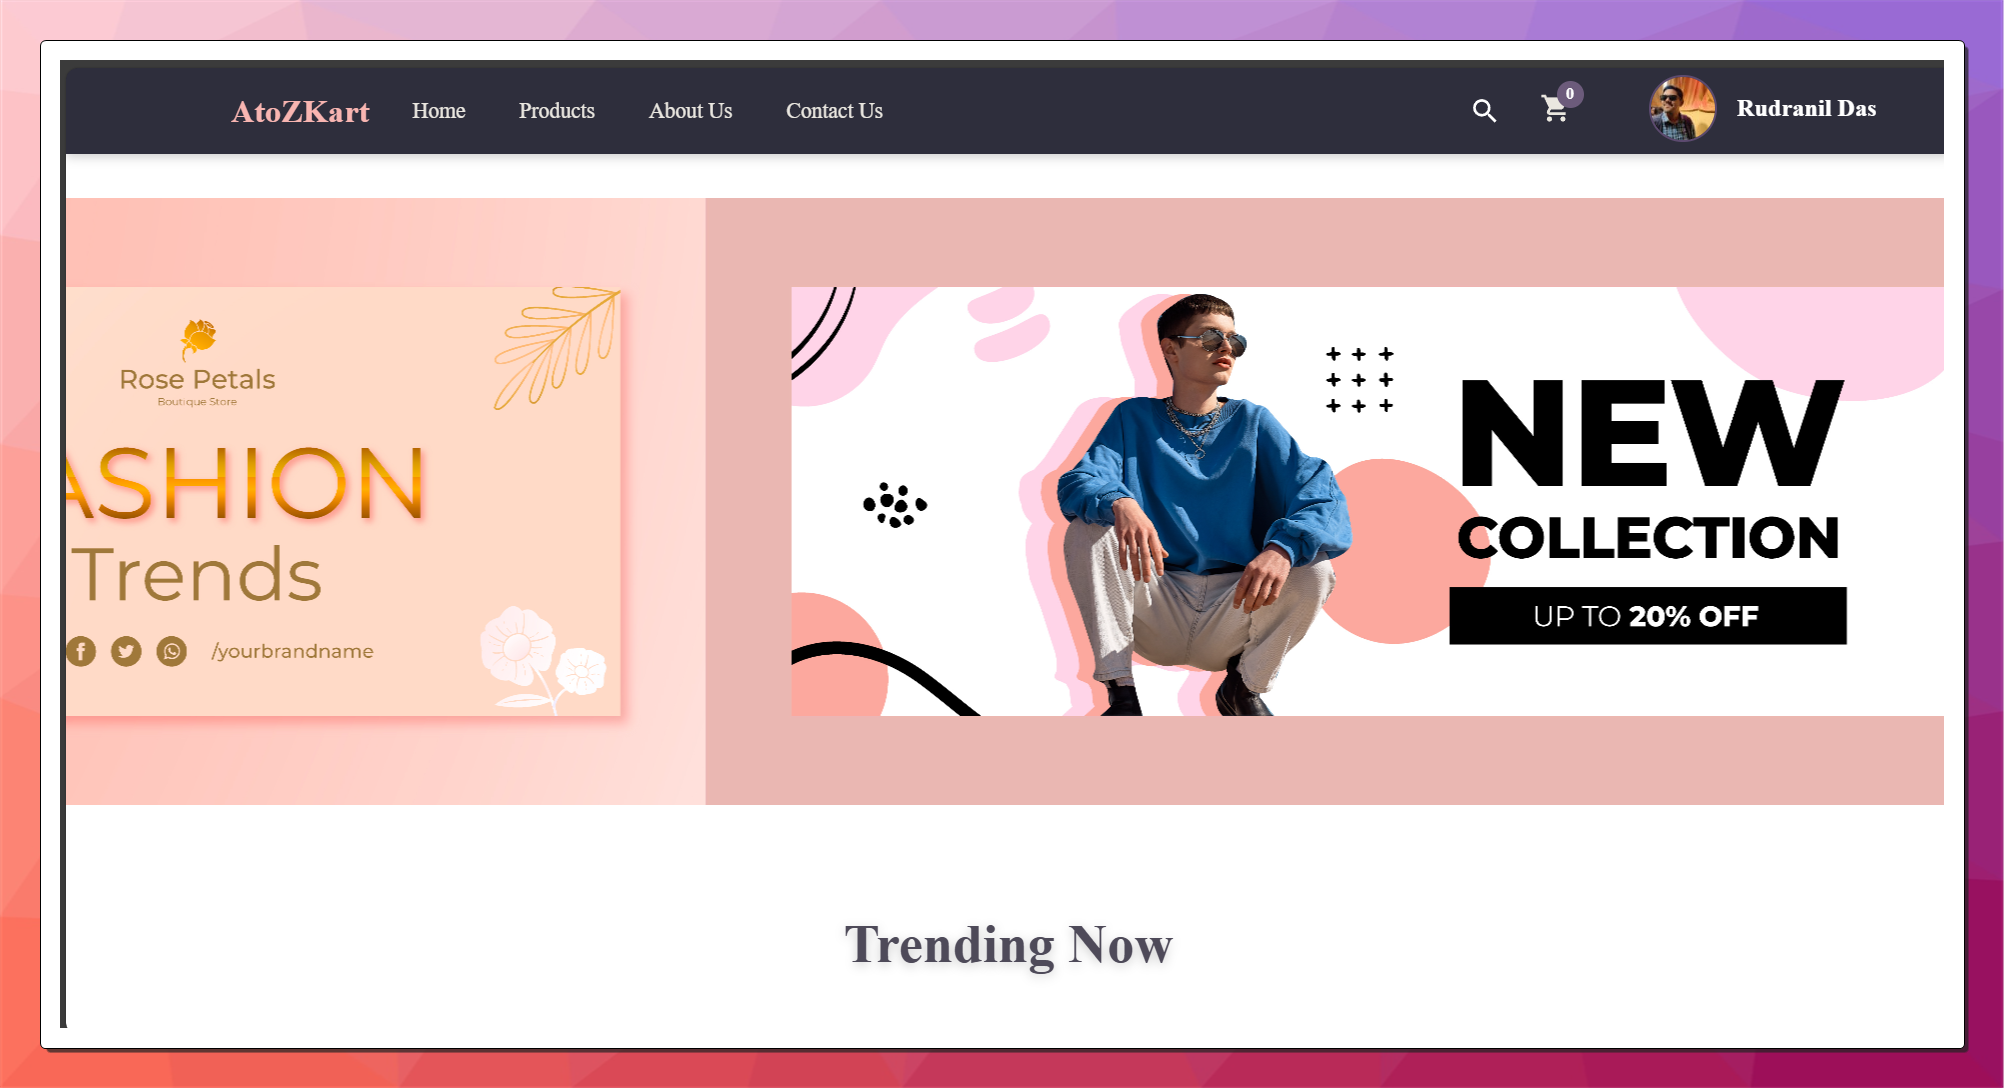 AtoZKart Home Products About Us Contact Us 0 Rudranil Das
Rose Petals
Boutique Store
ASHION
Trends
/yourbrandname
NEW
COLLECTION
UP TO 20% OFF
Trending Now